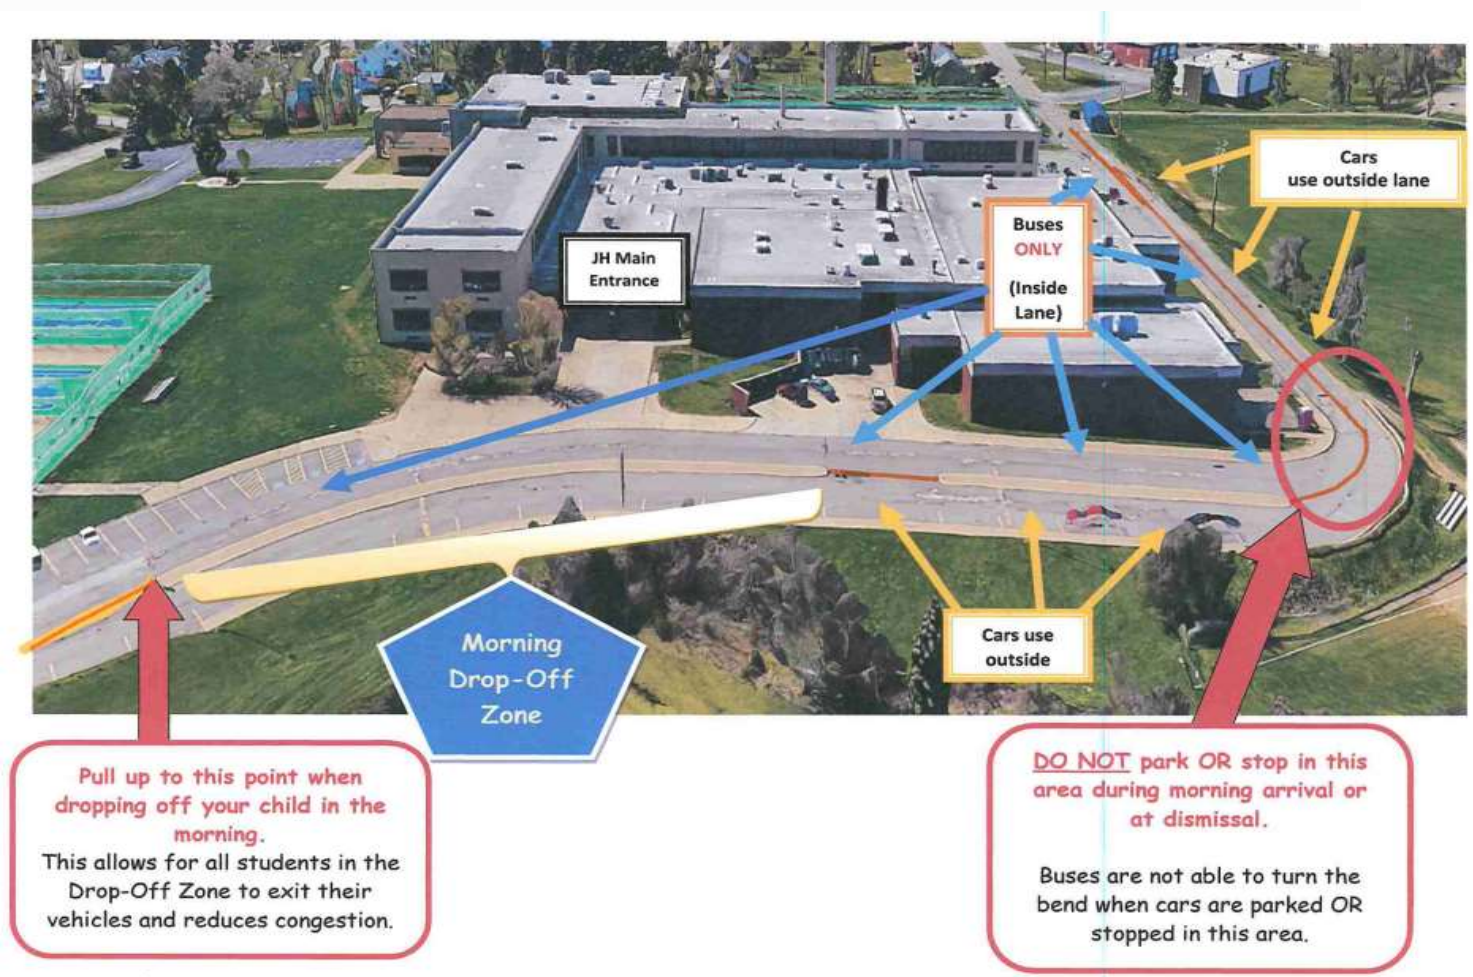 Cars
use outside lane
Buses
ONLY
(Inside
Lane)
JH Main
Entrance
Cars use
outside
Morning
Drop-Off
Zone
Pull up to this point when
dropping off your child in the
morning.
This allows for all students in the
Drop-Off Zone to exit their
vehicles and reduces congestion.
DO NOT park OR stop in this
area during morning arrival or
at dismissal.
Buses are not able to turn the
bend when cars are parked OR
stopped in this area.